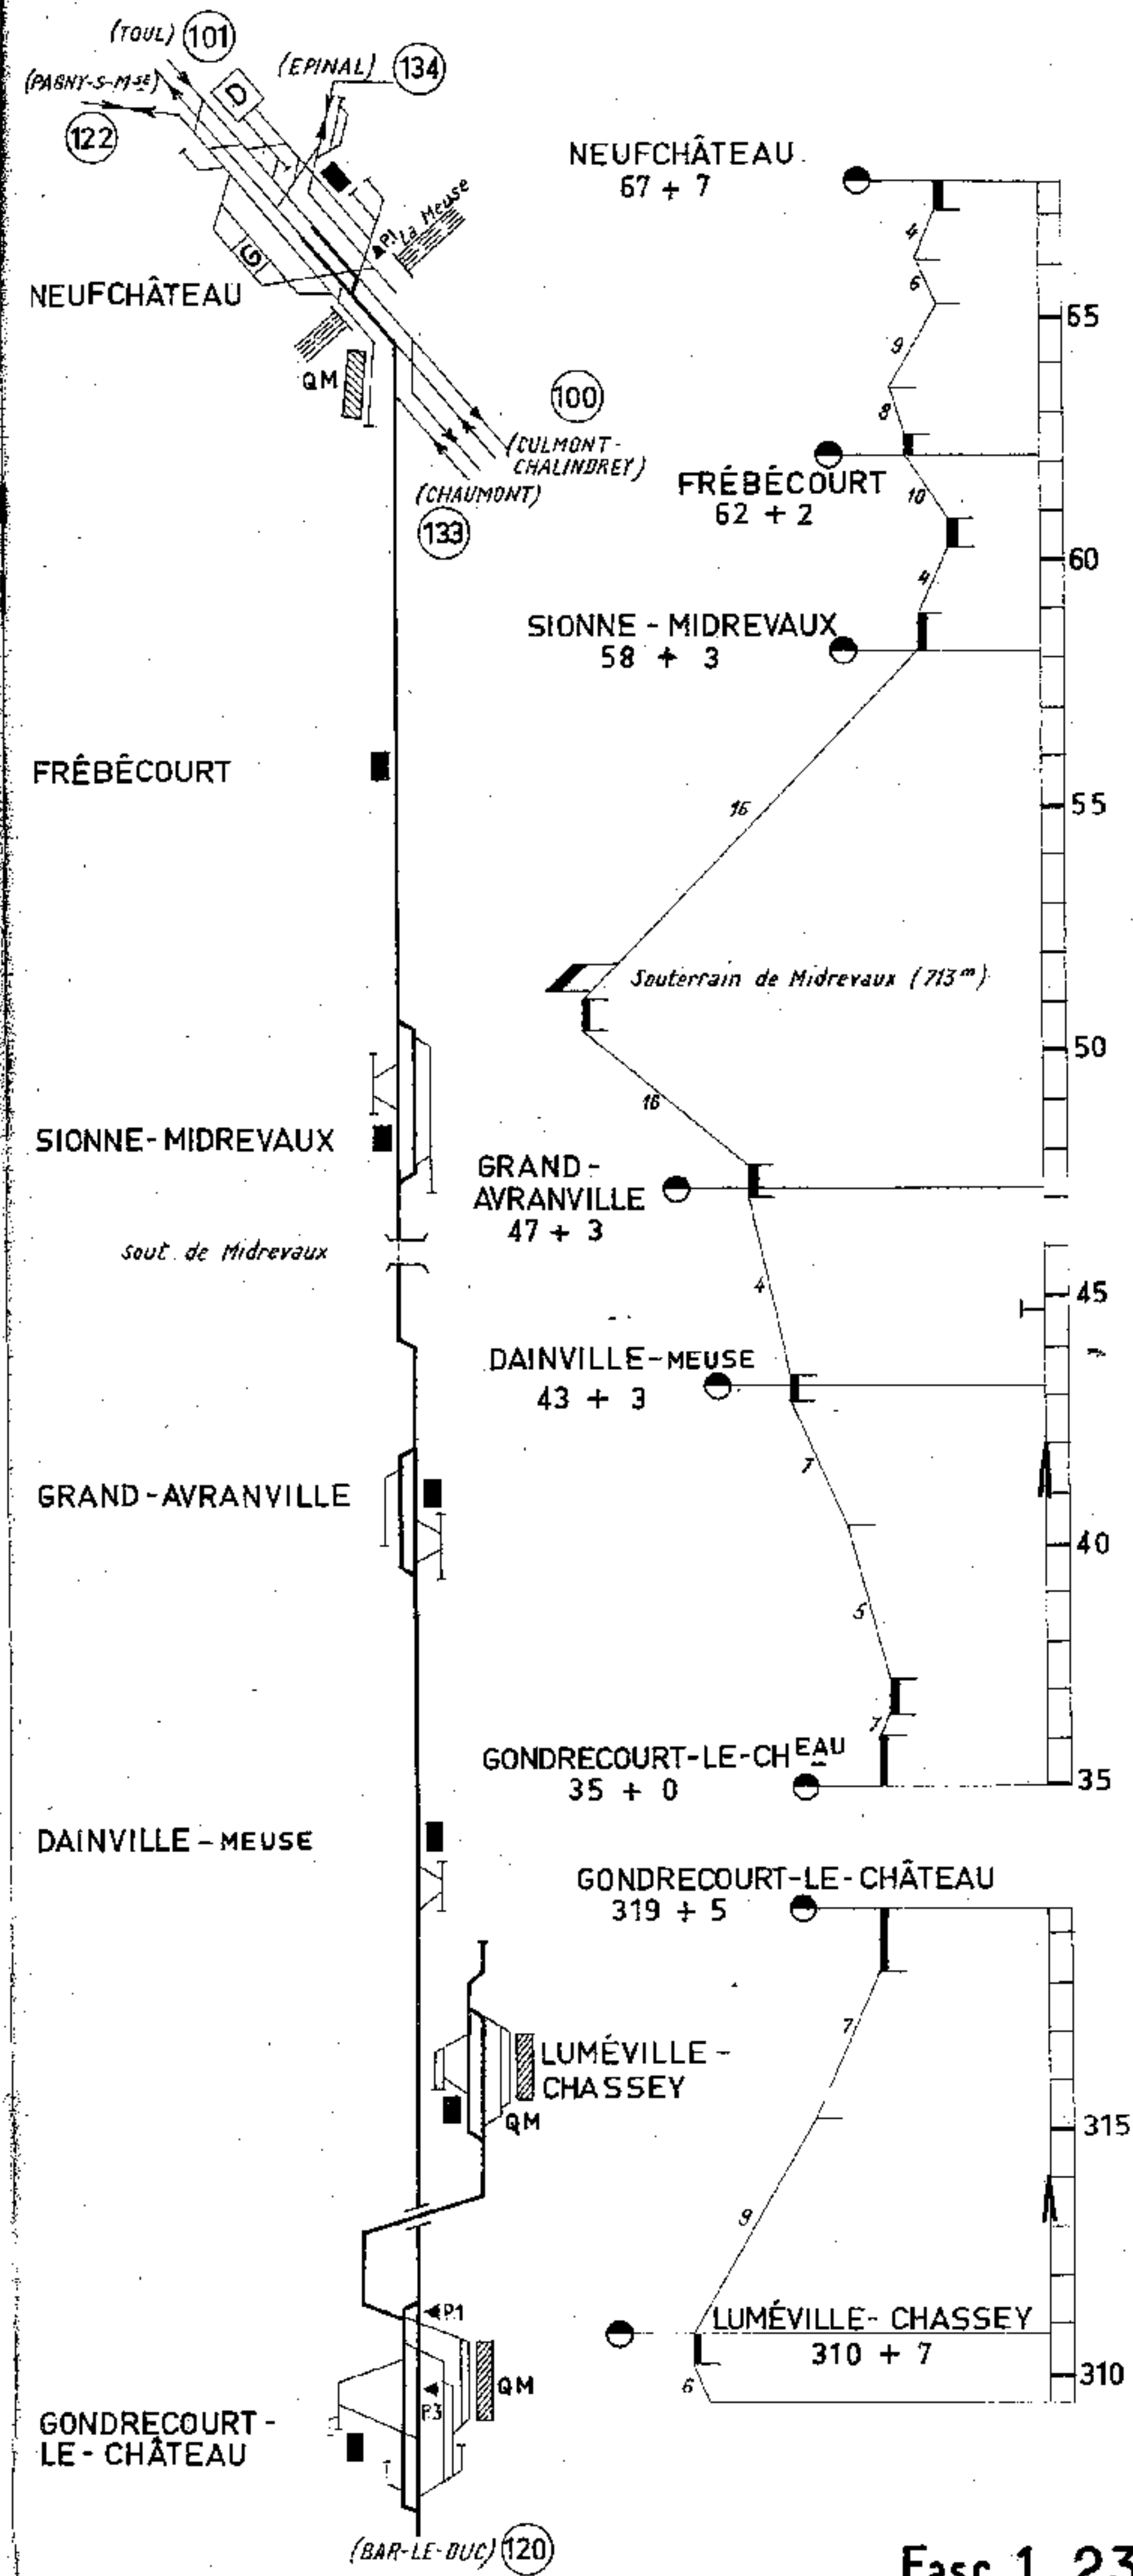 (TOUL) 101
(PAGNY-S-Mse)
(EPINAL) 134
122
D
La Meuse
P1
G
NEUFCHÂTEAU
QM
100
(CULMONT-
CHALINDREY)
(CHAUMONT)
133
FRÉBÉCOURT
SIONNE-MIDREVAUX
Sout. de Midrevaux
GRAND-AVRANVILLE
DAINVILLE-MEUSE
LUMÉVILLE-
CHASSEY
QM
P1
QM
P3
GONDRECOURT-
LE-CHÂTEAU
(BAR-LE-DUC) 120
NEUFCHÂTEAU
67 + 7
4
6
65
9
8
FRÉBÉCOURT
62 + 2
10
60
4
SIONNE-MIDREVAUX
58 + 3
16
55
Souterrain de Midrevaux (713m)
50
16
GRAND-
AVRANVILLE
47 + 3
4
45
DAINVILLE-MEUSE
43 + 3
7
40
5
7
GONDRECOURT-LE-CHEAU
35 + 0
35
GONDRECOURT-LE-CHÂTEAU
319 + 5
7
315
9
LUMÉVILLE-CHASSEY
310 + 7
310
6
Fasc 1 23